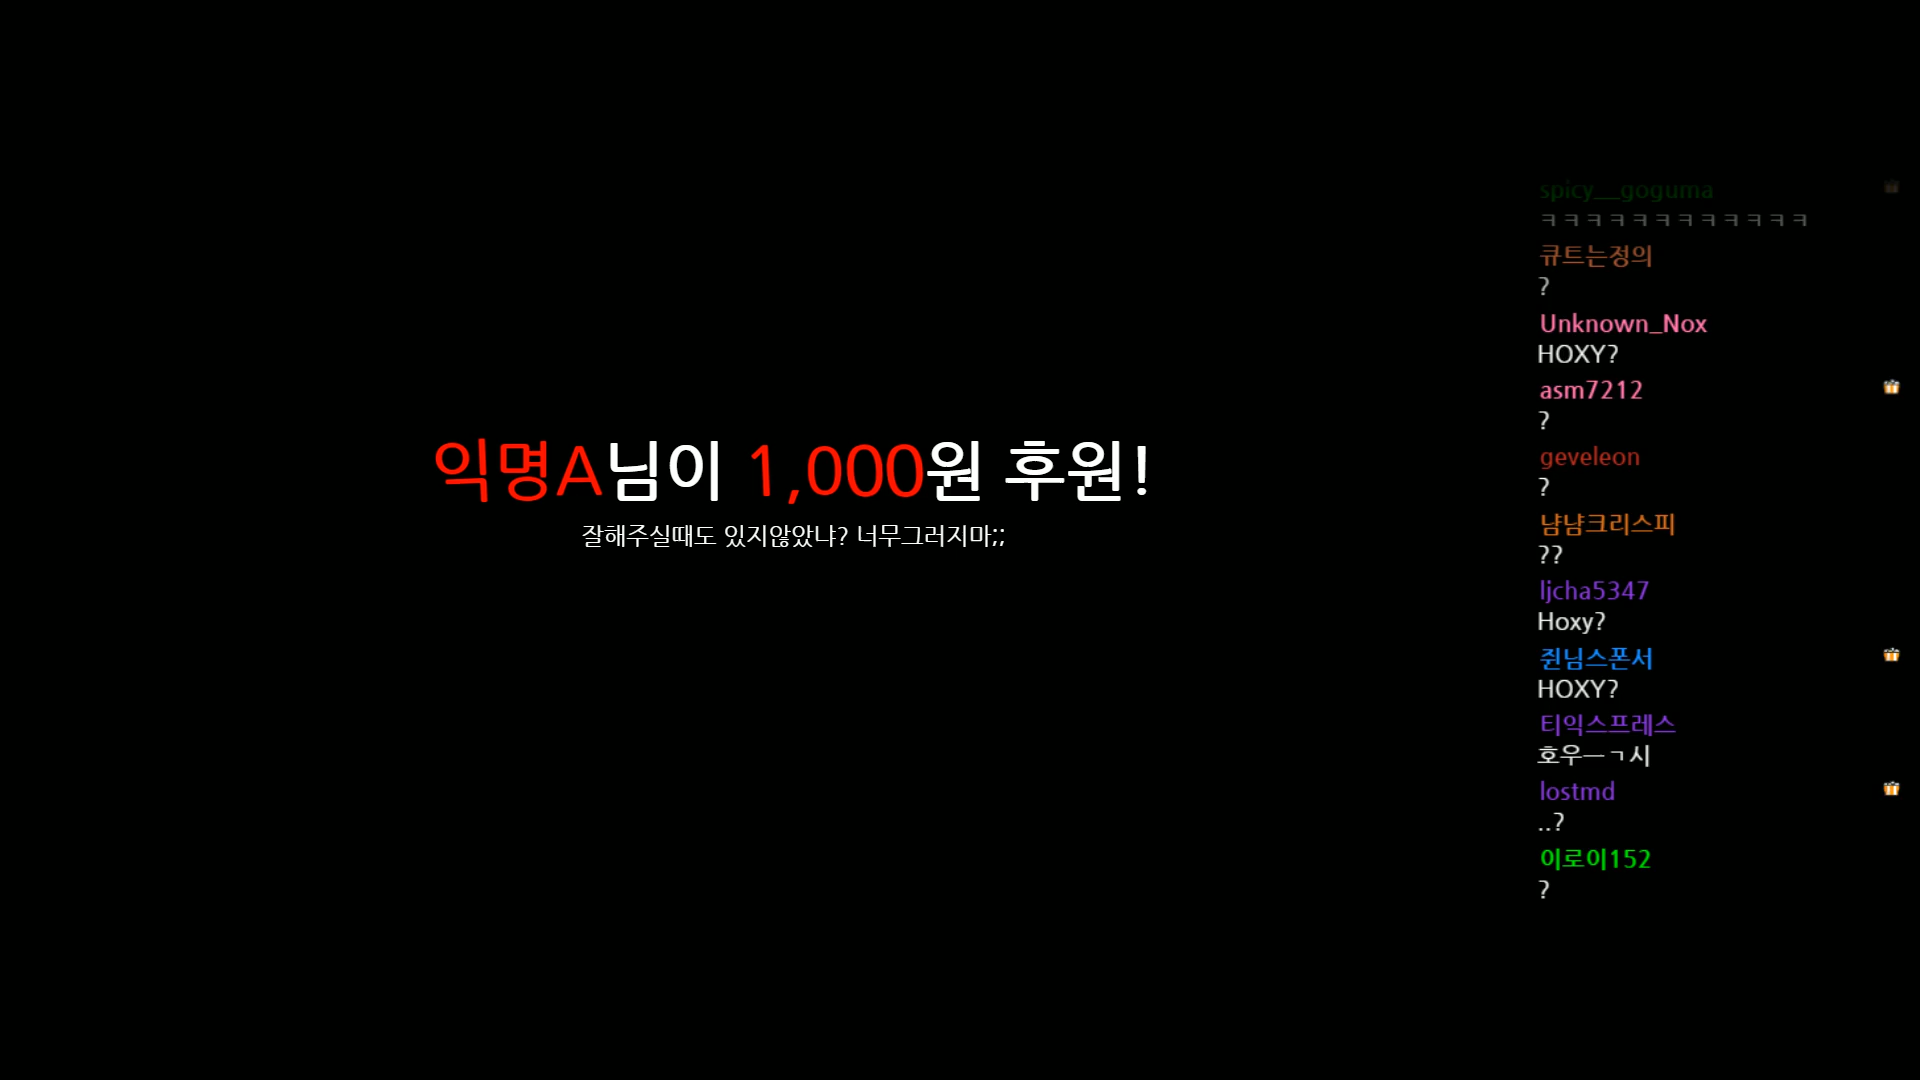 익명A님이 1,000원 후원!
잘해주실때도 있지않았냐? 너무그러지마;;
spicy__goguma
ㅋㅋㅋㅋㅋㅋㅋㅋㅋㅋㅋㅋ
큐트는정의
?
Unknown_Nox
HOXY?
asm7212
?
geveleon
?
냠냠크리스피
??
ljcha5347
Hoxy?
쥔님스폰서
HOXY?
티익스프레스
호우ㅡㄱ시
lostmd
..?
이로이152
?